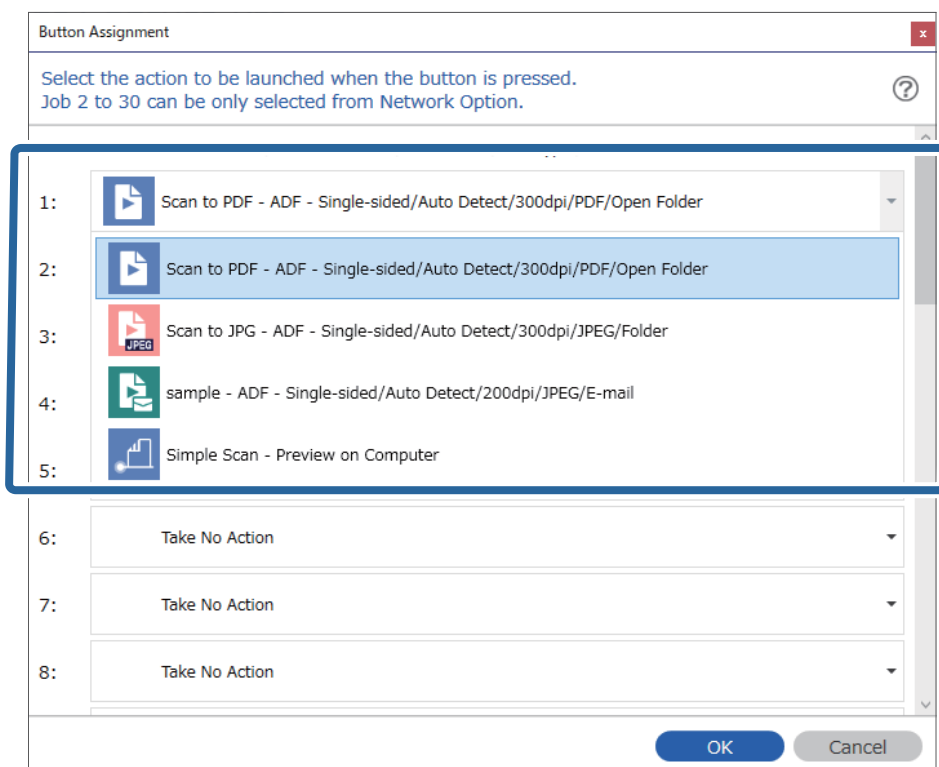 Button Assignment
x
Select the action to be launched when the button is pressed.
Job 2 to 30 can be only selected from Network Option.
?
1:
Scan to PDF - ADF - Single-sided/Auto Detect/300dpi/PDF/Open Folder
2:
Scan to PDF - ADF - Single-sided/Auto Detect/300dpi/PDF/Open Folder
3:
JPEG
Scan to JPG - ADF - Single-sided/Auto Detect/300dpi/JPEG/Folder
4:
sample - ADF - Single-sided/Auto Detect/200dpi/JPEG/E-mail
5:
Simple Scan - Preview on Computer
6:
Take No Action
7:
Take No Action
8:
Take No Action
OK
Cancel